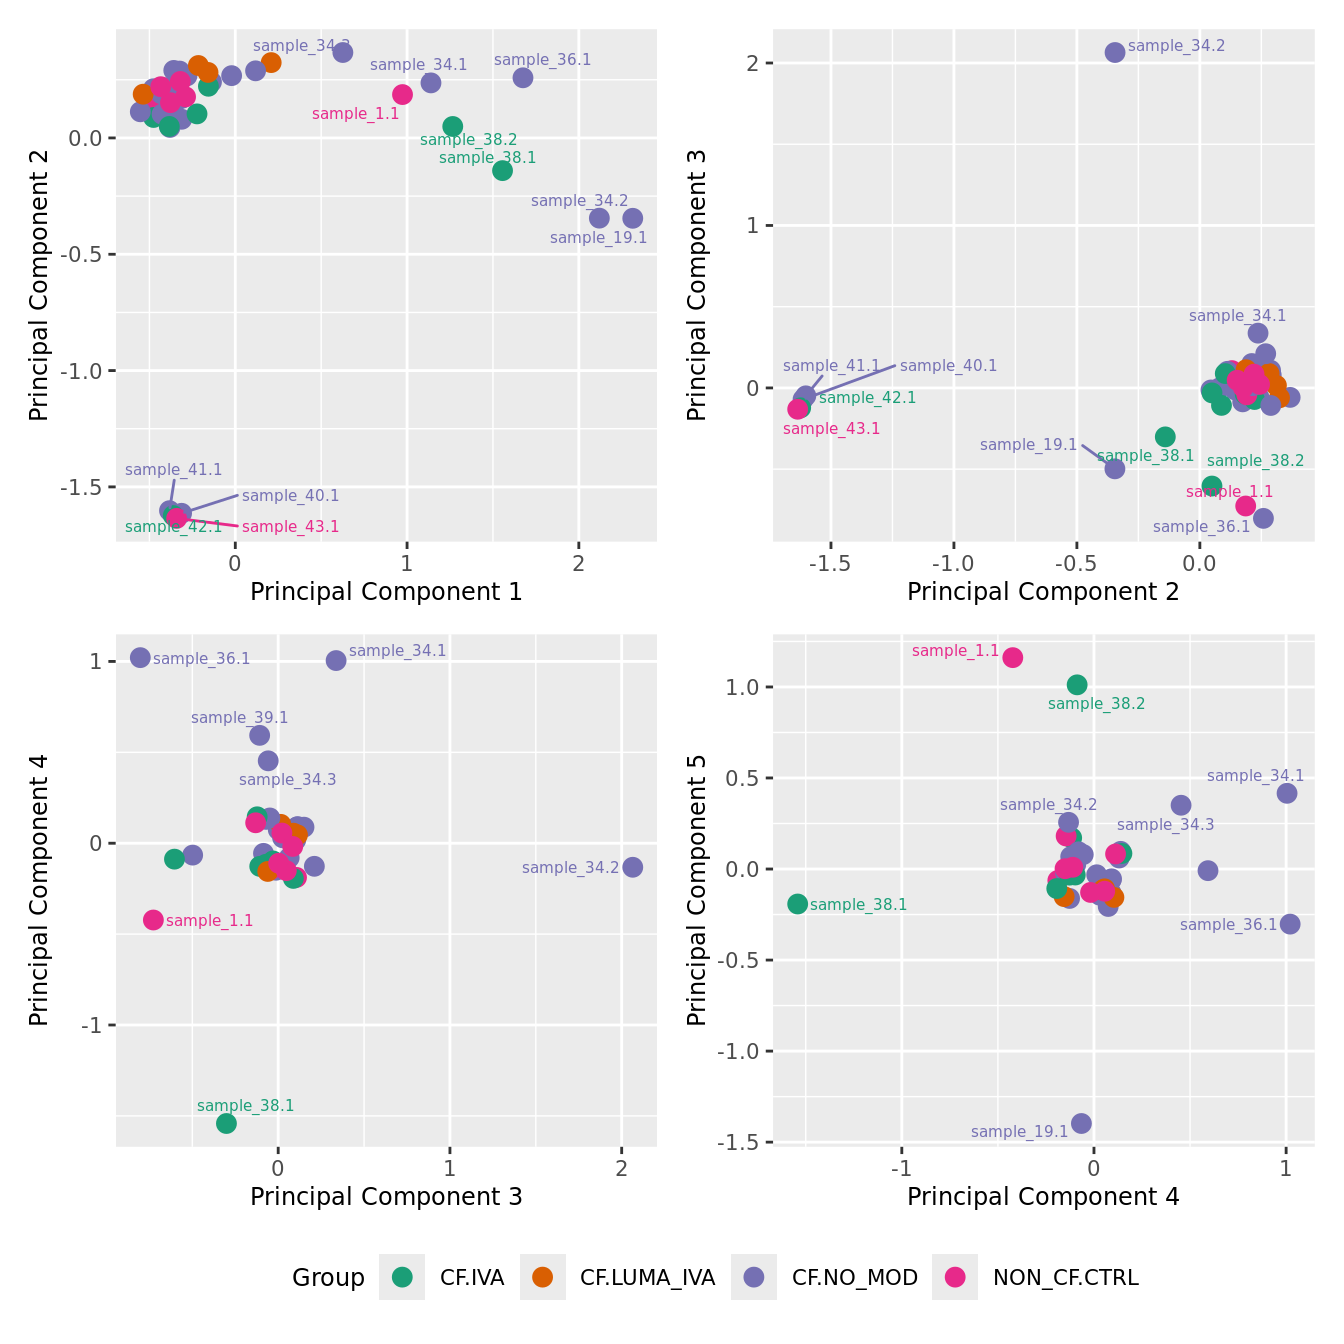 sample_34.3
sample_34.1
sample_36.1
sample_1.1
sample_38.2
sample_38.1
sample_34.2
sample_19.1
sample_41.1
sample_40.1
sample_42.1
sample_43.1
0.0
-0.5
-1.0
-1.5
Principal Component 2
0
1
2
Principal Component 1
sample_34.2
sample_34.1
sample_41.1
sample_40.1
sample_42.1
sample_43.1
sample_19.1
sample_38.1
sample_38.2
sample_1.1
sample_36.1
2
1
0
Principal Component 3
-1.5
-1.0
-0.5
0.0
Principal Component 2
sample_36.1
sample_34.1
sample_39.1
sample_34.3
sample_34.2
sample_1.1
sample_38.1
1
0
-1
Principal Component 4
0
1
2
Principal Component 3
sample_1.1
sample_38.2
sample_34.1
sample_34.2
sample_34.3
sample_38.1
sample_36.1
sample_19.1
1.0
0.5
0.0
-0.5
-1.0
-1.5
Principal Component 5
-1
0
1
Principal Component 4
Group CF.IVA CF.LUMA_IVA CF.NO_MOD NON_CF.CTRL